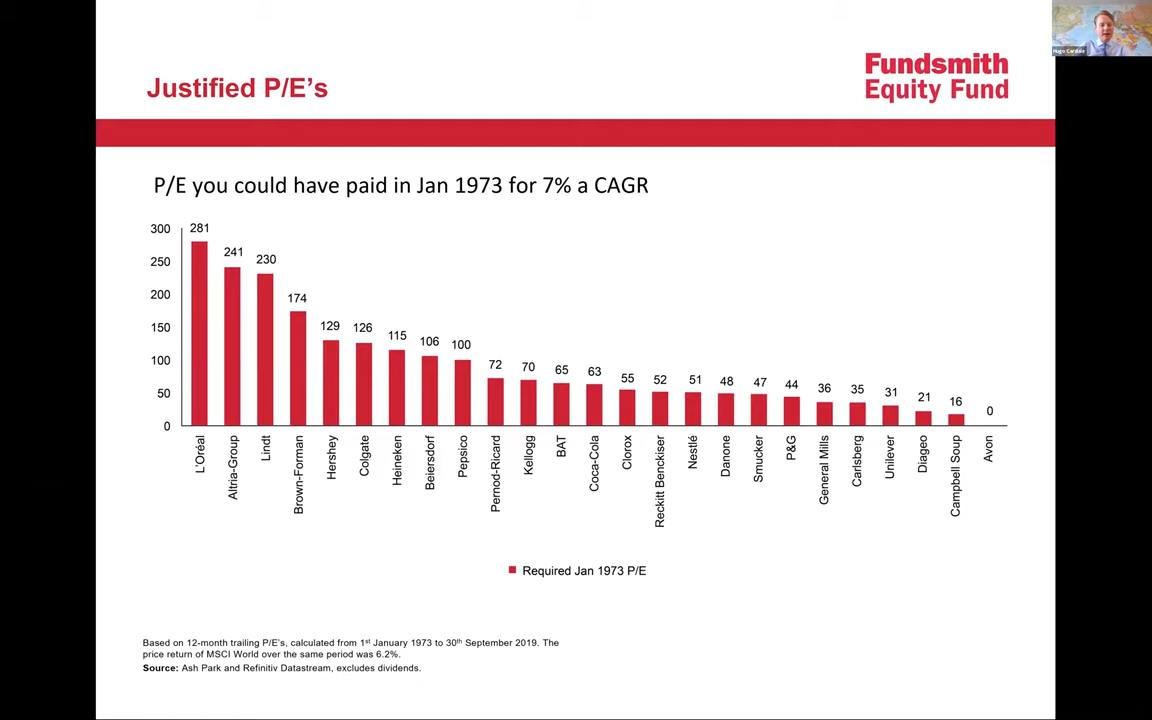 Hugo Cardale
Justified P/E's
Fundsmith
Equity Fund
P/E you could have paid in Jan 1973 for 7% a CAGR
300
250
200
150
100
50
0
281
241
230
174
129
126
115
106
100
72
70
65
63
55
52
51
48
47
44
36
35
31
21
16
0
L'Oréal
Altria-Group
Lindt
Brown-Forman
Hershey
Colgate
Heineken
Beiersdorf
Pepsico
Pernod-Ricard
Kellogg
BAT
Coca-Cola
Clorox
Reckitt Benckiser
Nestlé
Danone
Smucker
P&G
General Mills
Carlsberg
Unilever
Diageo
Campbell Soup
Avon
Required Jan 1973 P/E
Based on 12-month trailing P/E's, calculated from 1st January 1973 to 30th September 2019. The
price return of MSCI World over the same period was 6.2%.
Source: Ash Park and Refinitiv Datastream, excludes dividends.